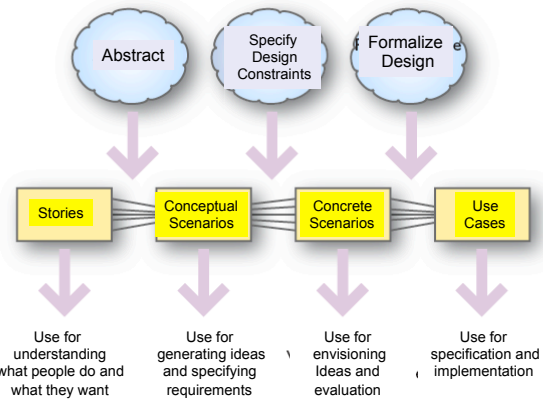 Abstract
Specify
Design
Constraints
Formalize
Design
Stories
Conceptual
Scenarios
Concrete
Scenarios
Use
Cases
Use for
understanding
what people do and
what they want
Use for
generating ideas
and specifying
requirements
Use for
envisioning
Ideas and
evaluation
Use for
specification and
implementation